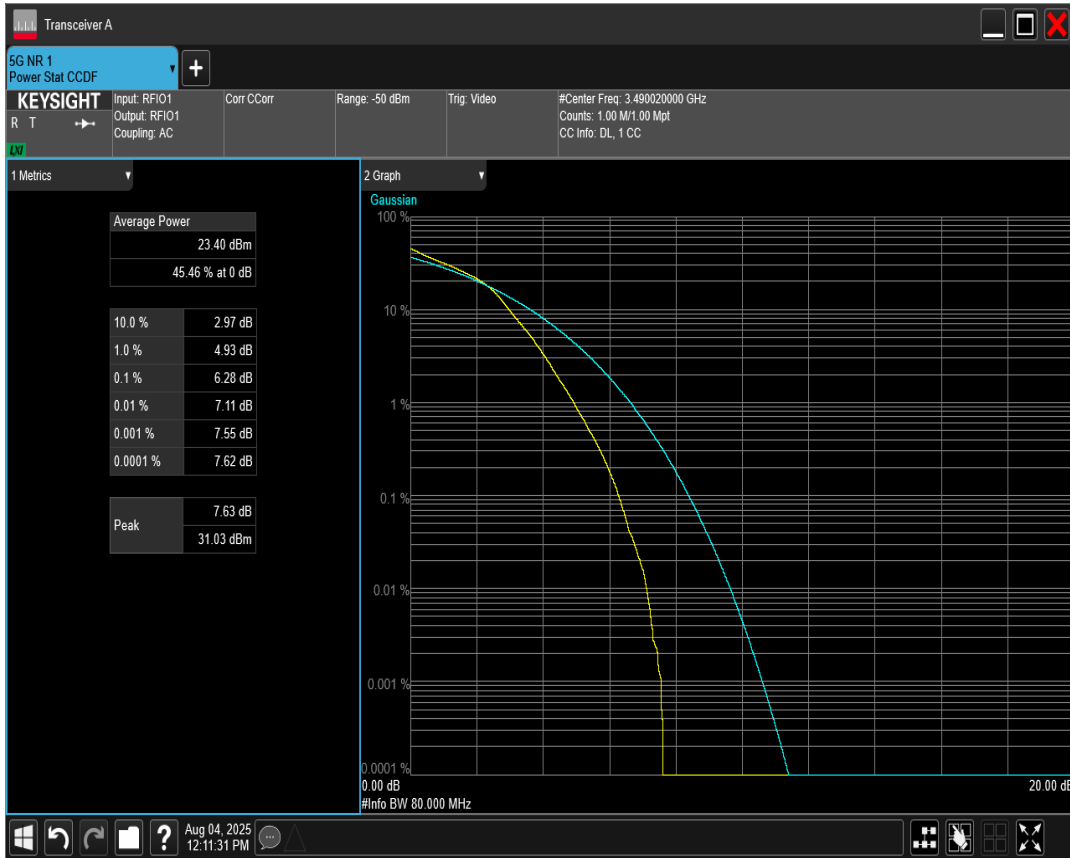 Transceiver A
5G NR 1
Power Stat CCDF
+
KEYSIGHT
R T
LXI
Input: RFIO1
Output: RFIO1
Coupling: AC
Corr CCorr
Range: -50 dBm
Trig: Video
#Center Freq: 3.490020000 GHz
Counts: 1.00 M/1.00 Mpt
CC Info: DL, 1 CC
1 Metrics
Average Power
23.40 dBm
45.46 % at 0 dB
10.0 % 2.97 dB
1.0 % 4.93 dB
0.1 % 6.28 dB
0.01 % 7.11 dB
0.001 % 7.55 dB
0.0001 % 7.62 dB
Peak
7.63 dB
31.03 dBm
2 Graph
Gaussian
100 %
10 %
1 %
0.1 %
0.01 %
0.001 %
0.0001 %
0.00 dB 20.00 dB
#Info BW 80.000 MHz
?
Aug 04, 2025
12:11:31 PM